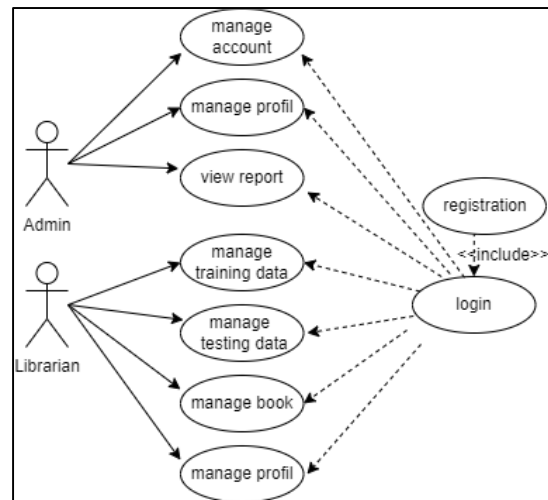 manage
account
manage profil
view report
Admin
registration
<<include>>
login
manage
training data
manage
testing data
Librarian
manage book
manage profil